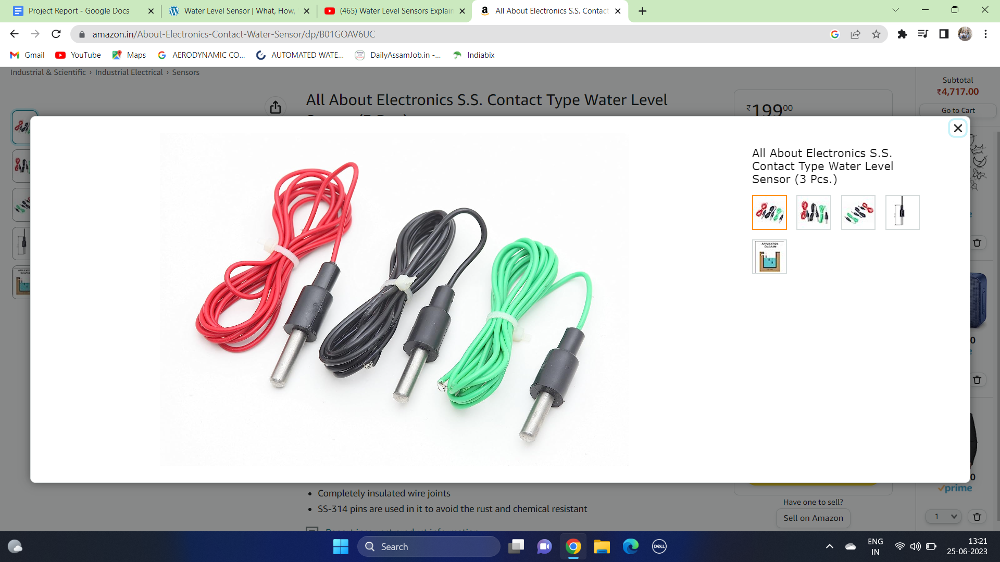 Project Report - Google Docs
Water Level Sensor | What, How,
(465) Water Level Sensors Explain
All About Electronics S.S. Contact
amazon.in/About-Electronics-Contact-Water-Sensor/dp/B01GOAV6UC
Gmail
YouTube
Maps
AERODYNAMIC CO...
AUTOMATED WATE...
DailyAssamJob.in -...
Indiabix
Industrial & Scientific › Industrial Electrical › Sensors
Subtotal
₹4,717.00
Go to Cart
All About Electronics S.S. Contact Type Water Level
₹19900
All About Electronics S.S.
Contact Type Water Level
Sensor (3 Pcs.)
APPLICATION
DIAGRAM
Completely insulated wire joints
SS-314 pins are used in it to avoid the rust and chemical resistant
Have one to sell?
Sell on Amazon
prime
1
Search
DELL
ENG
IN
13:21
25-06-2023